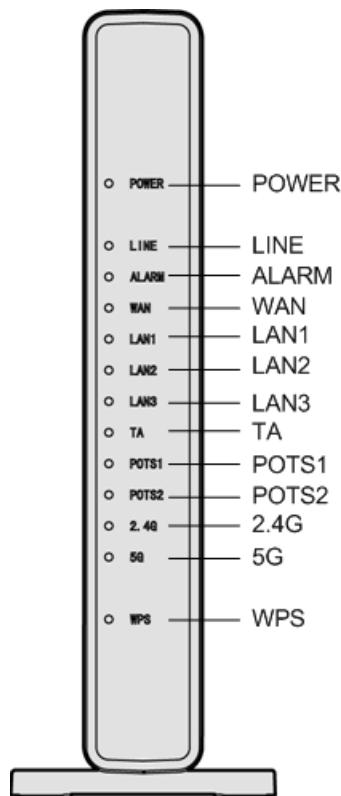 POWER POWER
LINE LINE
ALARM ALARM
WAN WAN
LAN1 LAN1
LAN2 LAN2
LAN3 LAN3
TA TA
POTS1 POTS1
POTS2 POTS2
2.4G 2.4G
5G 5G
WPS WPS